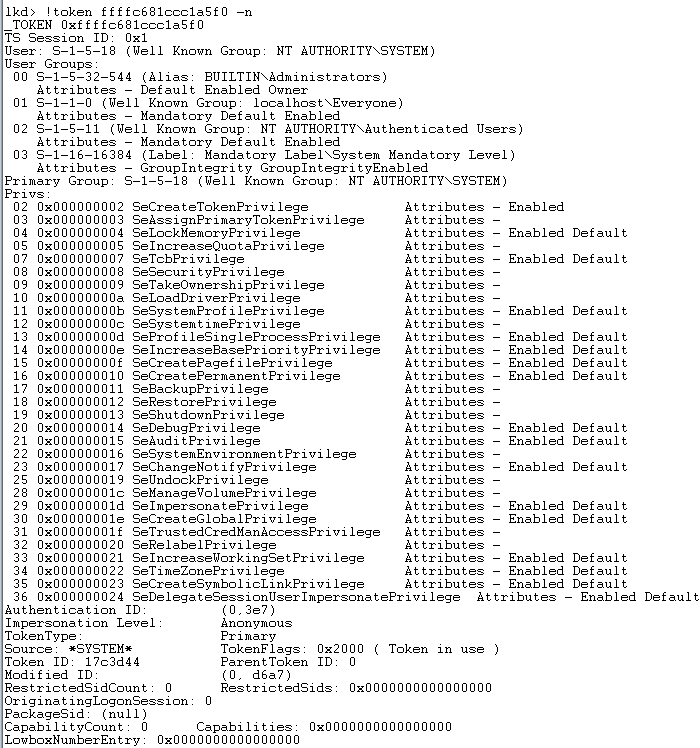 lkd> !token ffffc681ccc1a5f0 -n
_TOKEN 0xffffc681ccc1a5f0
TS Session ID: 0x1
User: S-1-5-18 (Well Known Group: NT AUTHORITY\SYSTEM)
User Groups:
00 S-1-5-32-544 (Alias: BUILTIN\Administrators)
Attributes - Default Enabled Owner
01 S-1-1-0 (Well Known Group: localhost\Everyone)
Attributes - Mandatory Default Enabled
02 S-1-5-11 (Well Known Group: NT AUTHORITY\Authenticated Users)
Attributes - Mandatory Default Enabled
03 S-1-16-16384 (Label: Mandatory Label\System Mandatory Level)
Attributes - GroupIntegrity GroupIntegrityEnabled
Primary Group: S-1-5-18 (Well Known Group: NT AUTHORITY\SYSTEM)
Privs:
02 0x000000002 SeCreateTokenPrivilege Attributes - Enabled
03 0x000000003 SeAssignPrimaryTokenPrivilege Attributes -
04 0x000000004 SeLockMemoryPrivilege Attributes - Enabled Default
05 0x000000005 SeIncreaseQuotaPrivilege Attributes -
07 0x000000007 SeTcbPrivilege Attributes - Enabled Default
08 0x000000008 SeSecurityPrivilege Attributes -
09 0x000000009 SeTakeOwnershipPrivilege Attributes -
10 0x00000000a SeLoadDriverPrivilege Attributes -
11 0x00000000b SeSystemProfilePrivilege Attributes - Enabled Default
12 0x00000000c SeSystemtimePrivilege Attributes -
13 0x00000000d SeProfileSingleProcessPrivilege Attributes - Enabled Default
14 0x00000000e SeIncreaseBasePriorityPrivilege Attributes - Enabled Default
15 0x00000000f SeCreatePagefilePrivilege Attributes - Enabled Default
16 0x000000010 SeCreatePermanentPrivilege Attributes - Enabled Default
17 0x000000011 SeBackupPrivilege Attributes -
18 0x000000012 SeRestorePrivilege Attributes -
19 0x000000013 SeShutdownPrivilege Attributes -
20 0x000000014 SeDebugPrivilege Attributes - Enabled Default
21 0x000000015 SeAuditPrivilege Attributes - Enabled Default
22 0x000000016 SeSystemEnvironmentPrivilege Attributes -
23 0x000000017 SeChangeNotifyPrivilege Attributes - Enabled Default
25 0x000000019 SeUndockPrivilege Attributes -
28 0x00000001c SeManageVolumePrivilege Attributes -
29 0x00000001d SeImpersonatePrivilege Attributes - Enabled Default
30 0x00000001e SeCreateGlobalPrivilege Attributes - Enabled Default
31 0x00000001f SeTrustedCredManAccessPrivilege Attributes -
32 0x000000020 SeRelabelPrivilege Attributes -
33 0x000000021 SeIncreaseWorkingSetPrivilege Attributes - Enabled Default
34 0x000000022 SeTimeZonePrivilege Attributes - Enabled Default
35 0x000000023 SeCreateSymbolicLinkPrivilege Attributes - Enabled Default
36 0x000000024 SeDelegateSessionUserImpersonatePrivilege Attributes - Enabled Default
Authentication ID: (0,3e7)
Impersonation Level: Anonymous
TokenType: Primary
Source: *SYSTEM* TokenFlags: 0x2000 ( Token in use )
Token ID: 17c3d44 ParentToken ID: 0
Modified ID: (0, d6a7)
RestrictedSidCount: 0 RestrictedSids: 0x0000000000000000
OriginatingLogonSession: 0
PackageSid: (null)
CapabilityCount: 0 Capabilities: 0x0000000000000000
LowboxNumberEntry: 0x0000000000000000